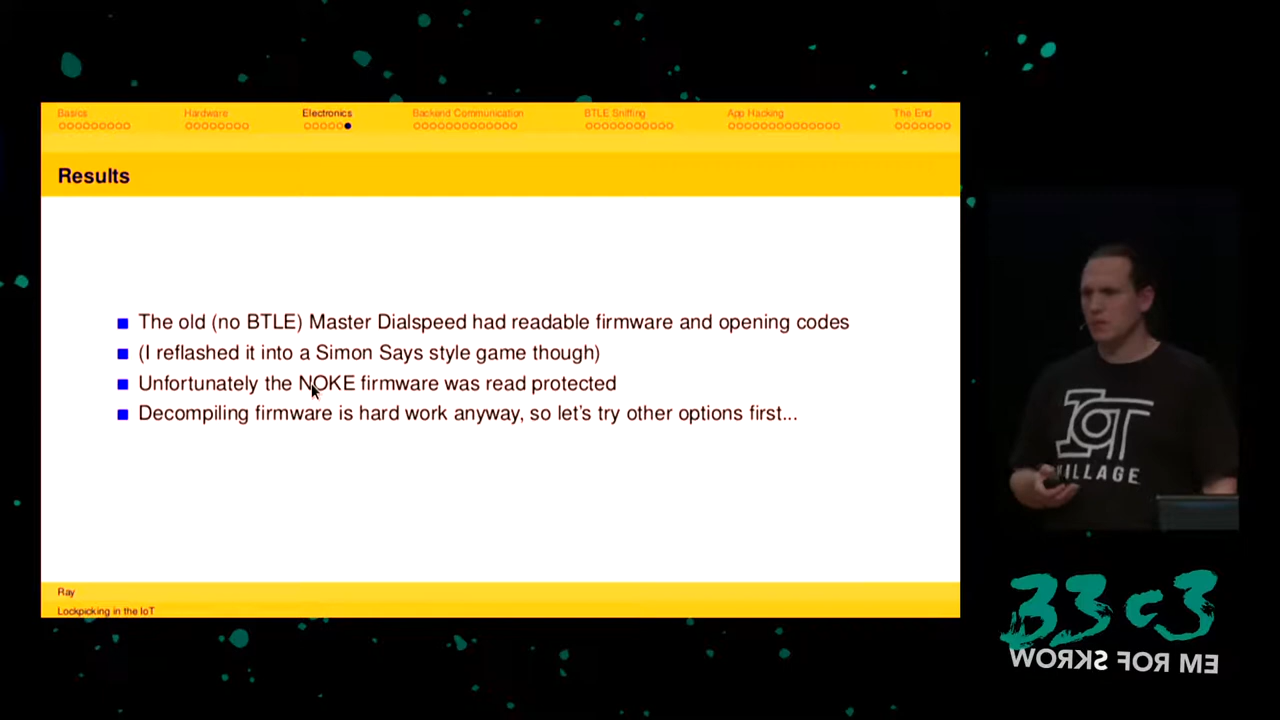 Basics Hardware Electronics Backend Communication BTLE Sniffing App Hacking The End
Results
The old (no BTLE) Master Dialspeed had readable firmware and opening codes
(I reflashed it into a Simon Says style game though)
Unfortunately the NOKE firmware was read protected
Decompiling firmware is hard work anyway, so let's try other options first...
Ray
Lockpicking in the IoT
IOT
VILLAGE
33c3
WORKS FOR ME